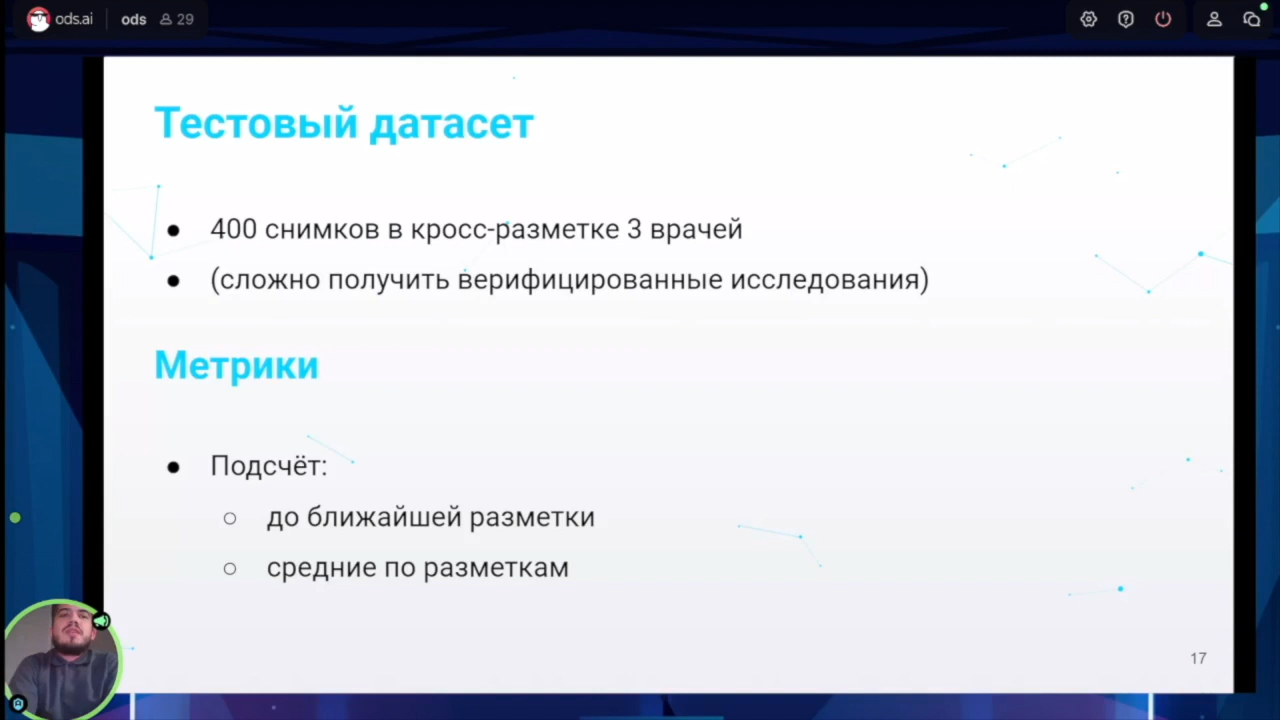 ods.ai ods 29
Тестовый датасет
400 снимков в кросс-разметке 3 врачей
(сложно получить верифицированные исследования)
Метрики
Подсчёт:
до ближайшей разметки
средние по разметкам
17